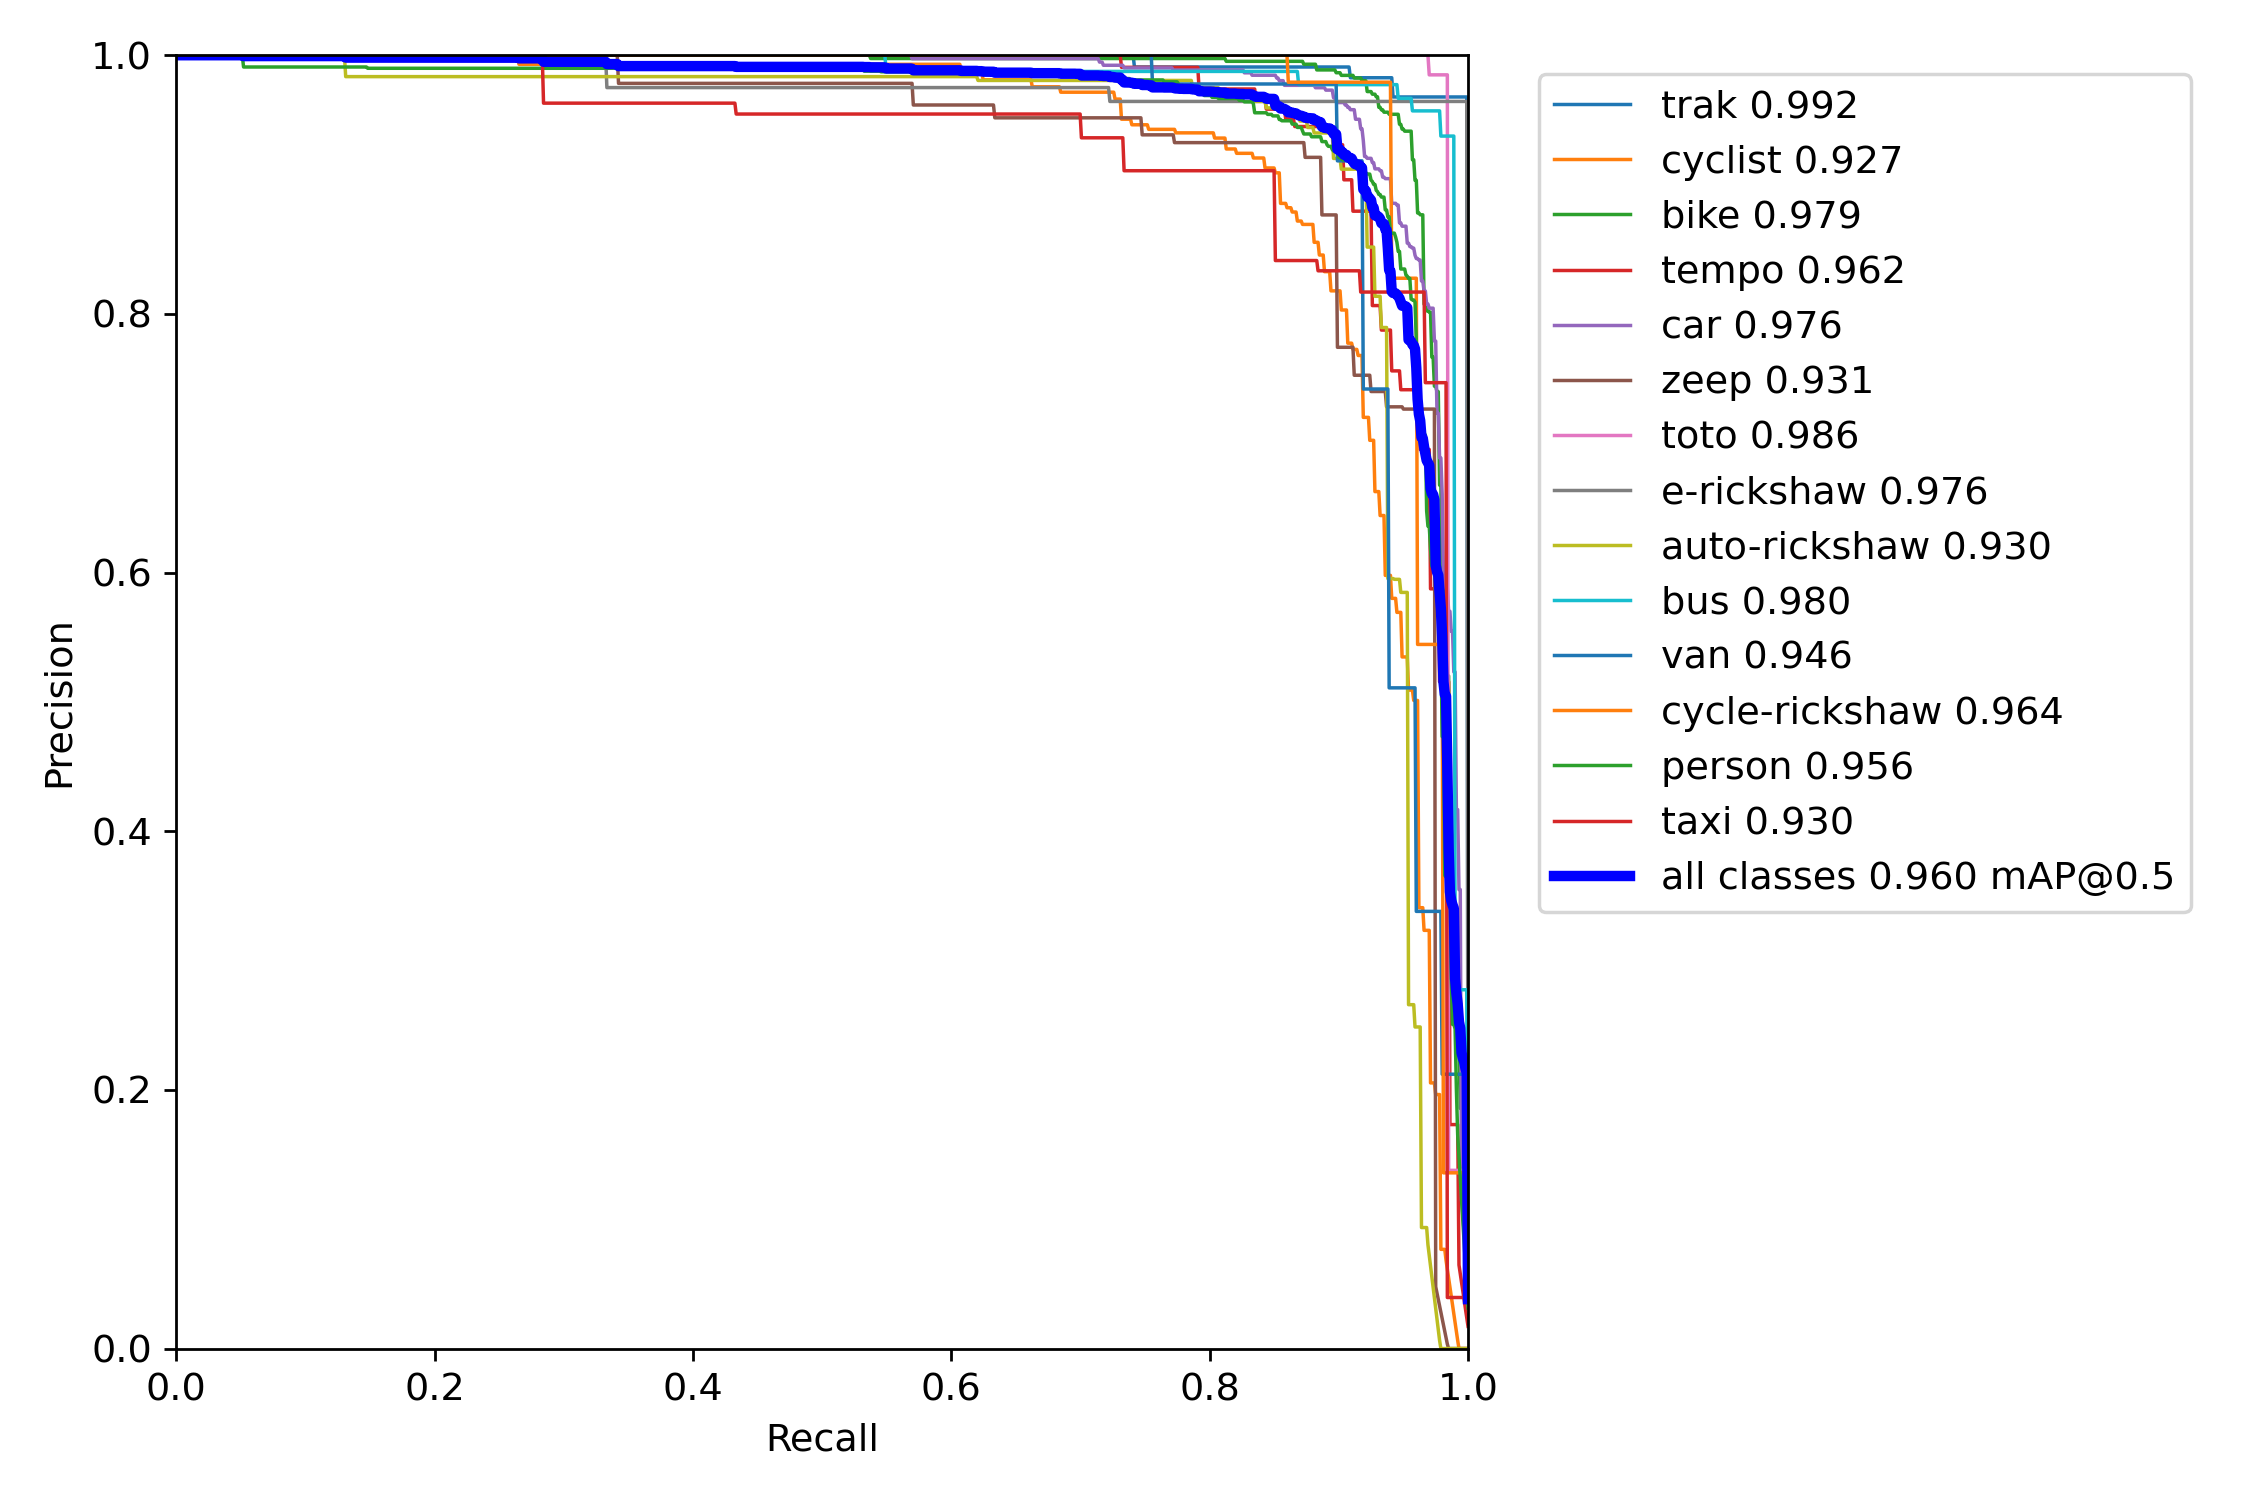 1.0
0.8
0.6
0.4
0.2
0.0
Precision
0.0 0.2 0.4 0.6 0.8 1.0
Recall
trak 0.992
cyclist 0.927
bike 0.979
tempo 0.962
car 0.976
zeep 0.931
toto 0.986
e-rickshaw 0.976
auto-rickshaw 0.930
bus 0.980
van 0.946
cycle-rickshaw 0.964
person 0.956
taxi 0.930
all classes 0.960 mAP@0.5